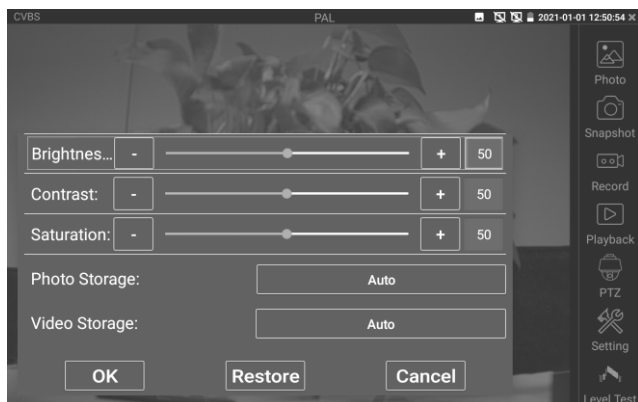 CVBS PAL 2021-01-01 12:50:54 ×
Photo
Snapshot
Record
Playback
PTZ
Setting
Level Test
Brightnes... - + 50
Contrast: - + 50
Saturation: - + 50
Photo Storage: Auto
Video Storage: Auto
OK Restore Cancel